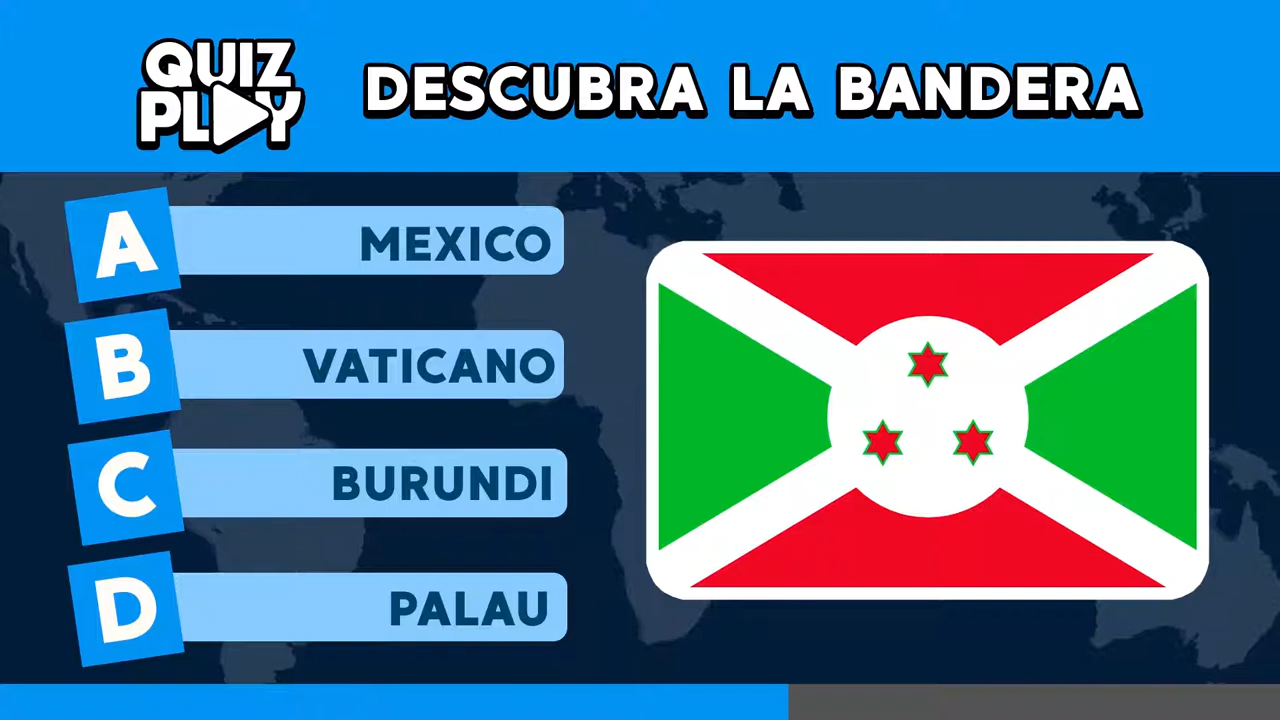 QUIZ
PLAY
DESCUBRA LA BANDERA
A
MEXICO
B
VATICANO
C
BURUNDI
D
PALAU